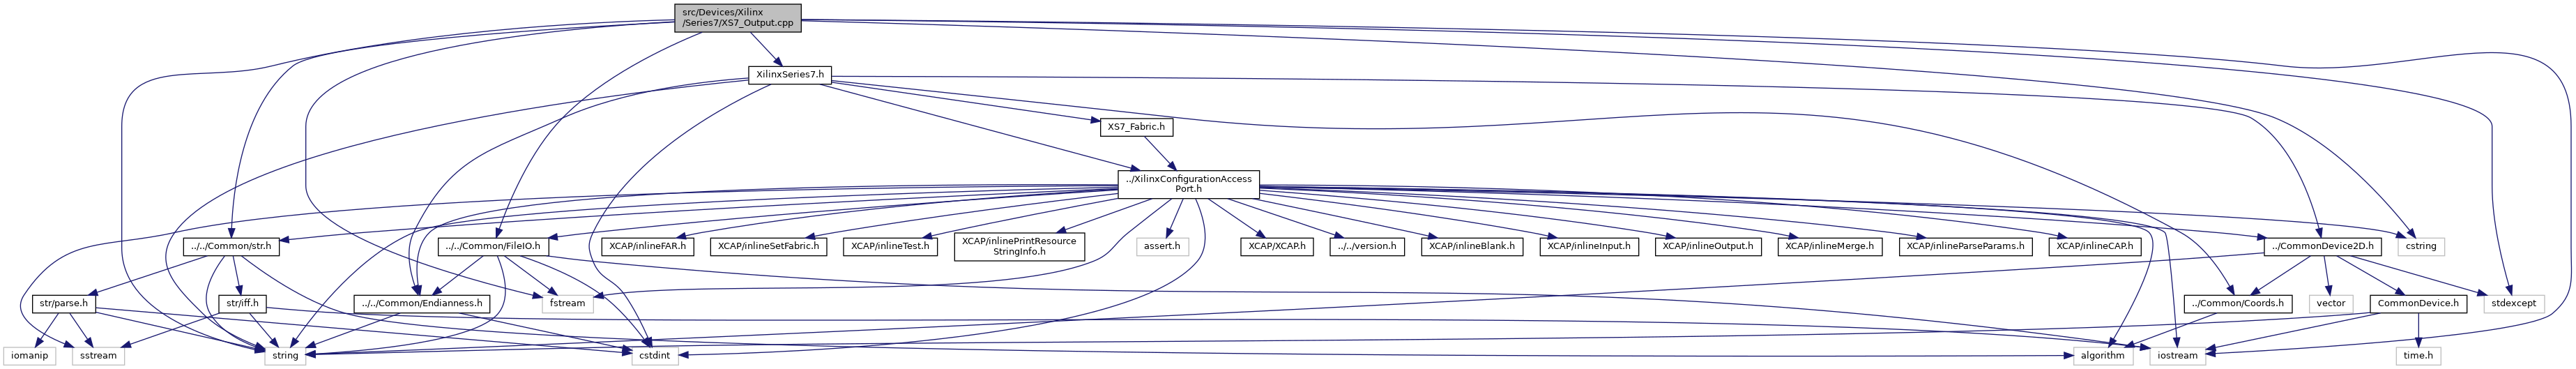 src/Devices/Xilinx
/Series7/XS7_Output.cpp
XilinxSeries7.h
XS7_Fabric.h
../XilinxConfigurationAccess
Port.h
../../Common/str.h
../../Common/FileIO.h
XCAP/inlineFAR.h
XCAP/inlineSetFabric.h
XCAP/inlineTest.h
XCAP/inlinePrintResource
StringInfo.h
assert.h
XCAP/XCAP.h
../../version.h
XCAP/inlineBlank.h
XCAP/inlineInput.h
XCAP/inlineOutput.h
XCAP/inlineMerge.h
XCAP/inlineParseParams.h
XCAP/inlineCAP.h
../CommonDevice2D.h
cstring
str/parse.h
str/iff.h
../../Common/Endianness.h
fstream
../Common/Coords.h
vector
CommonDevice.h
stdexcept
iomanip
sstream
string
cstdint
algorithm
iostream
time.h